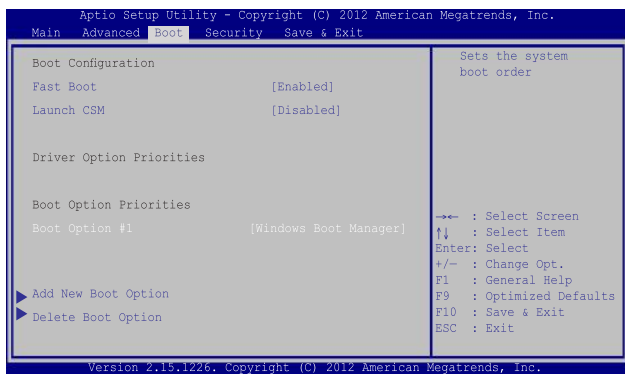 Aptio Setup Utility - Copyright (C) 2012 American Megatrends, Inc.
Main Advanced Boot Security Save & Exit
Boot Configuration
Fast Boot [Enabled]
Launch CSM [Disabled]
Driver Option Priorities
Boot Option Priorities
Boot Option #1 [Windows Boot Manager]
Add New Boot Option
Delete Boot Option
Sets the system
boot order
→← : Select Screen
↑↓ : Select Item
Enter: Select
+/— : Change Opt.
F1 : General Help
F9 : Optimized Defaults
F10 : Save & Exit
ESC : Exit
Version 2.15.1226. Copyright (C) 2012 American Megatrends, Inc.